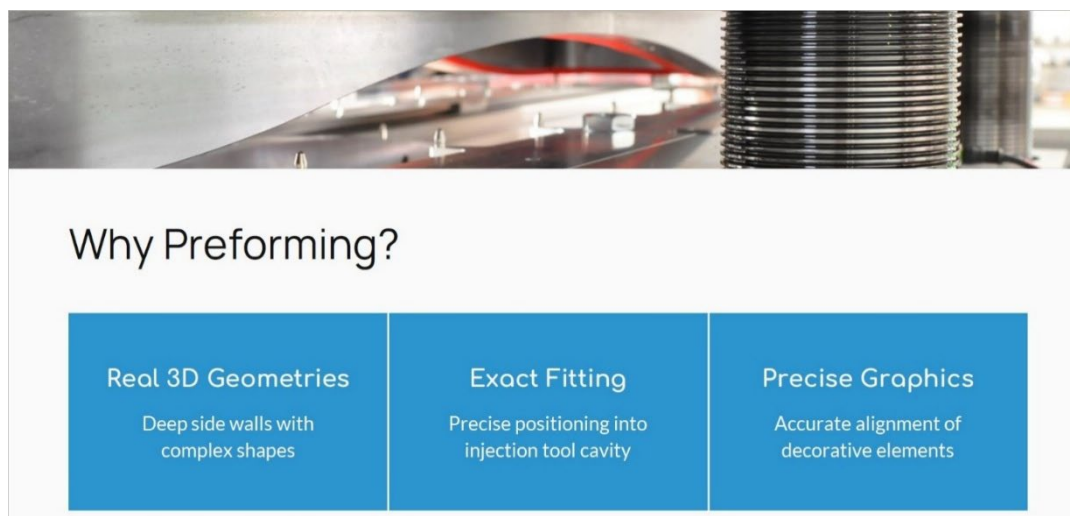 Why Preforming?
Real 3D Geometries
Deep side walls with
complex shapes
Exact Fitting
Precise positioning into
injection tool cavity
Precise Graphics
Accurate alignment of
decorative elements